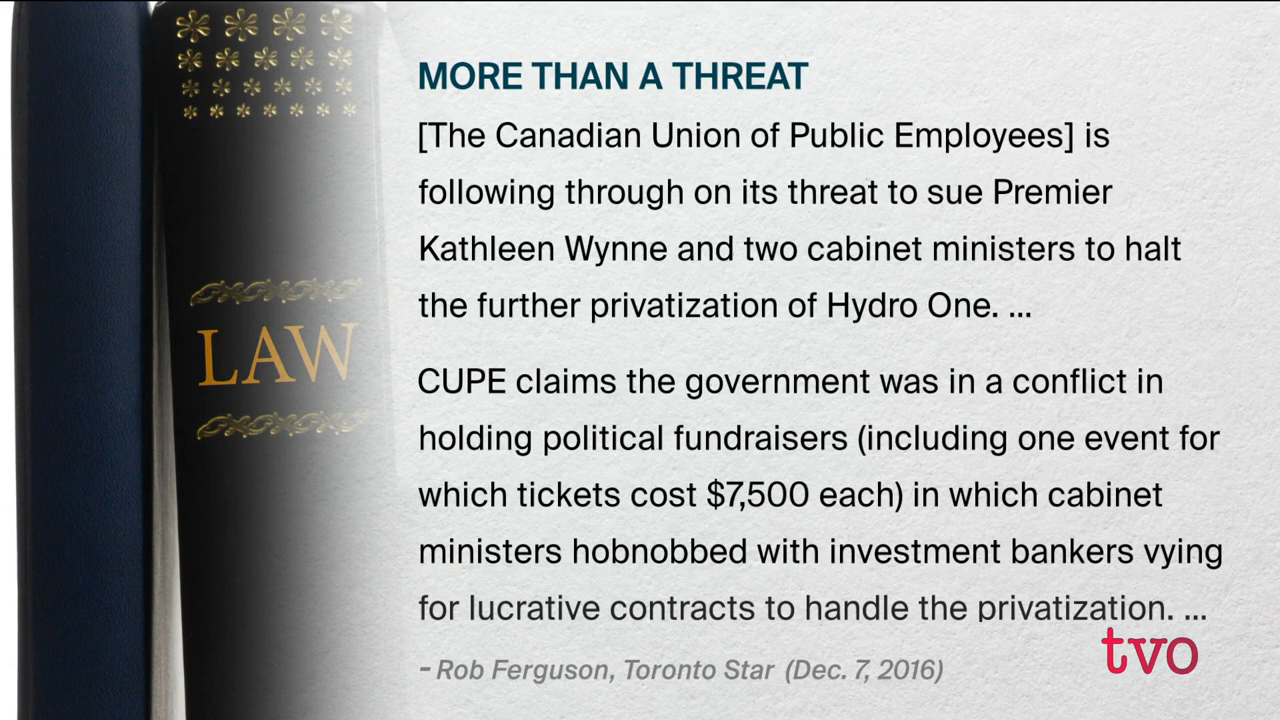 LAW
MORE THAN A THREAT
[The Canadian Union of Public Employees] is
following through on its threat to sue Premier
Kathleen Wynne and two cabinet ministers to halt
the further privatization of Hydro One. ...
CUPE claims the government was in a conflict in
holding political fundraisers (including one event for
which tickets cost $7,500 each) in which cabinet
ministers hobnobbed with investment bankers vying
for lucrative contracts to handle the privatization. ...
– Rob Ferguson, Toronto Star (Dec. 7, 2016)
tvo